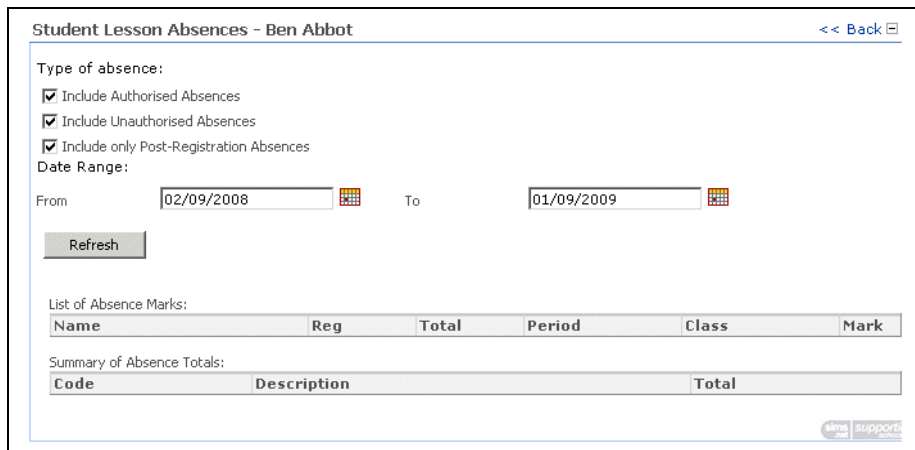 Student Lesson Absences - Ben Abbot << Back
Type of absence:
Include Authorised Absences
Include Unauthorised Absences
Include only Post-Registration Absences
Date Range:
From 02/09/2008 To 01/09/2009
Refresh
List of Absence Marks:
Name Reg Total Period Class Mark
Summary of Absence Totals:
Code Description Total
sims .net